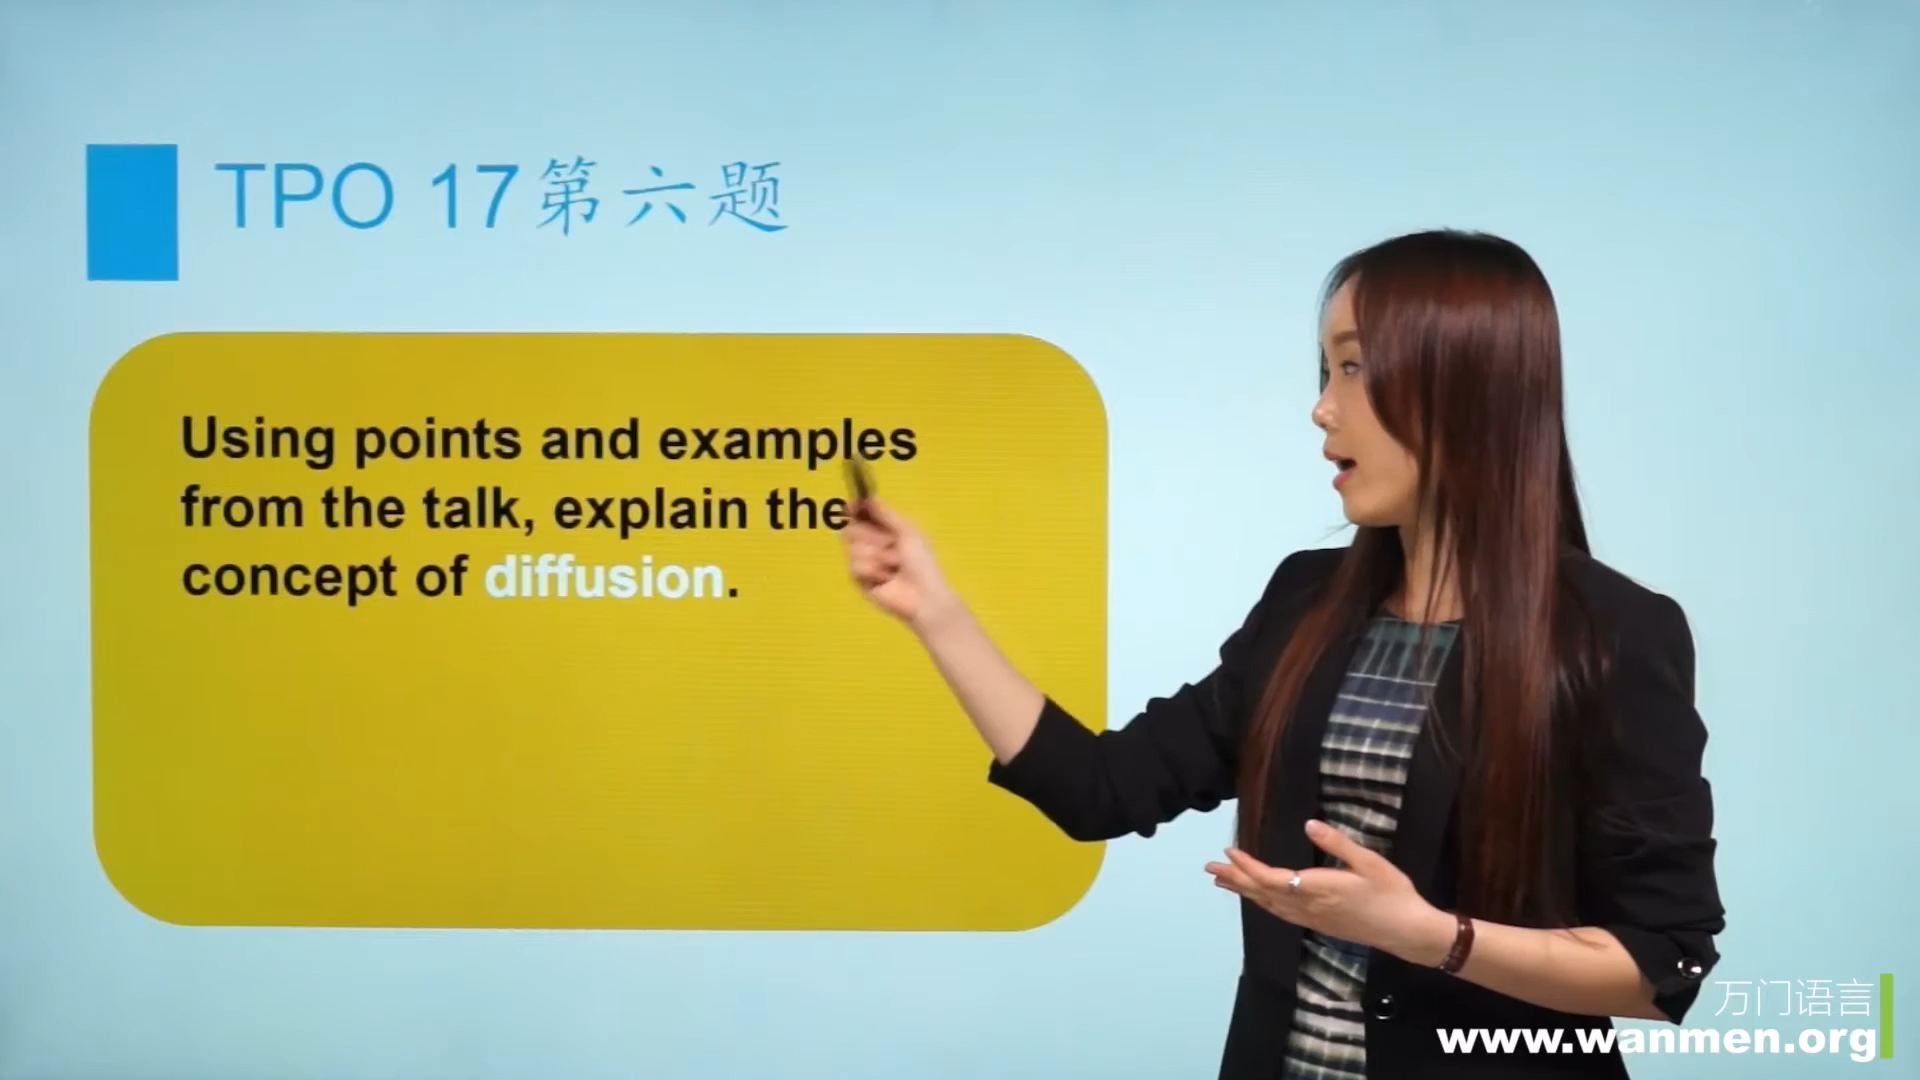 TPO 17第六题
Using points and examples
from the talk, explain the
concept of diffusion.
万门语言
www.wanmen.org